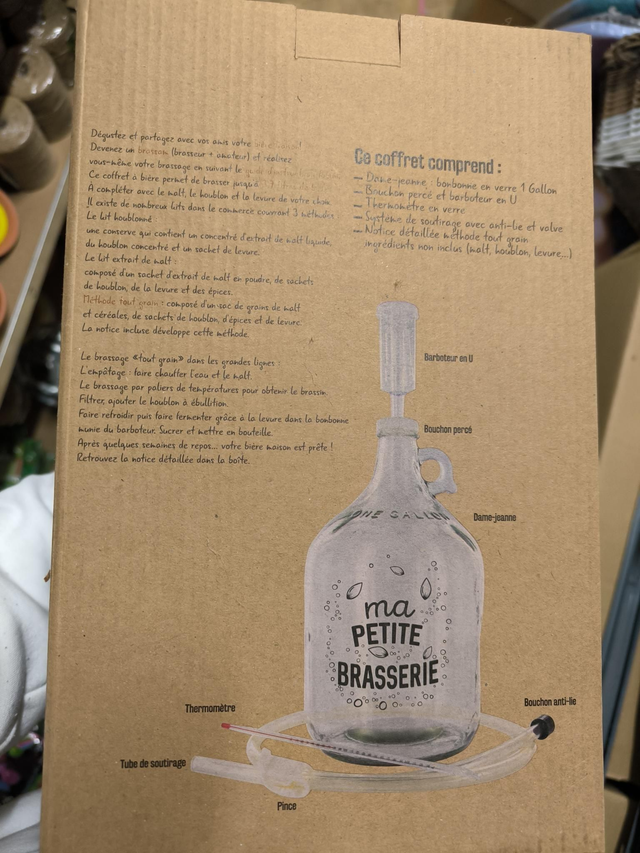 Dégustez et partagez avec vos amis votre
Devenez un brassam (brasseur + amateur) et réalisez
vous-même votre brassage en suivant le
Ce coffret à bière permet de brasser jusqu'à
À compléter avec le malt, le houblon et la levure de votre choix
Il existe de nombreux kits dans le commerce couvrant 3 méthodes
Le kit houblonné :
une conserve qui contient un concentré d'extrait de malt liquide,
du houblon concentré et un sachet de levure.
Le kit extrait de malt :
composé d'un sachet d'extrait de malt en poudre, de sachets
de houblon, de la levure et des épices.
Méthode tout grain : composé d'un sac de grains de malt
et céréales, de sachets de houblon, d'épices et de levure.
La notice incluse développe cette méthode.
Le brassage «tout grain» dans les grandes lignes :
L'empâtage : faire chauffer l'eau et le malt.
Le brassage par paliers de températures pour obtenir le brassin.
Filtrer, ajouter le houblon à ébullition.
Faire refroidir puis faire fermenter grâce à la levure dans la bonbonne
munie du barboteur. Sucrer et mettre en bouteille.
Après quelques semaines de repos... votre bière maison est prête !
Retrouvez la notice détaillée dans la boîte.
Ce coffret comprend :
– Dame-jeanne : bonbonne en verre 1 Gallon
– Bouchon percé et barboteur en U
– Thermomètre en verre
– Système de soutirage avec anti-lie et valve
– Notice détaillée méthode tout grain
ingrédients non inclus (malt, houblon, levure,...)
Barboteur en U
Bouchon percé
Dame-jeanne
ONE GALLON
ma
PETITE
BRASSERIE
Thermomètre
Bouchon anti-lie
Tube de soutirage
Pince